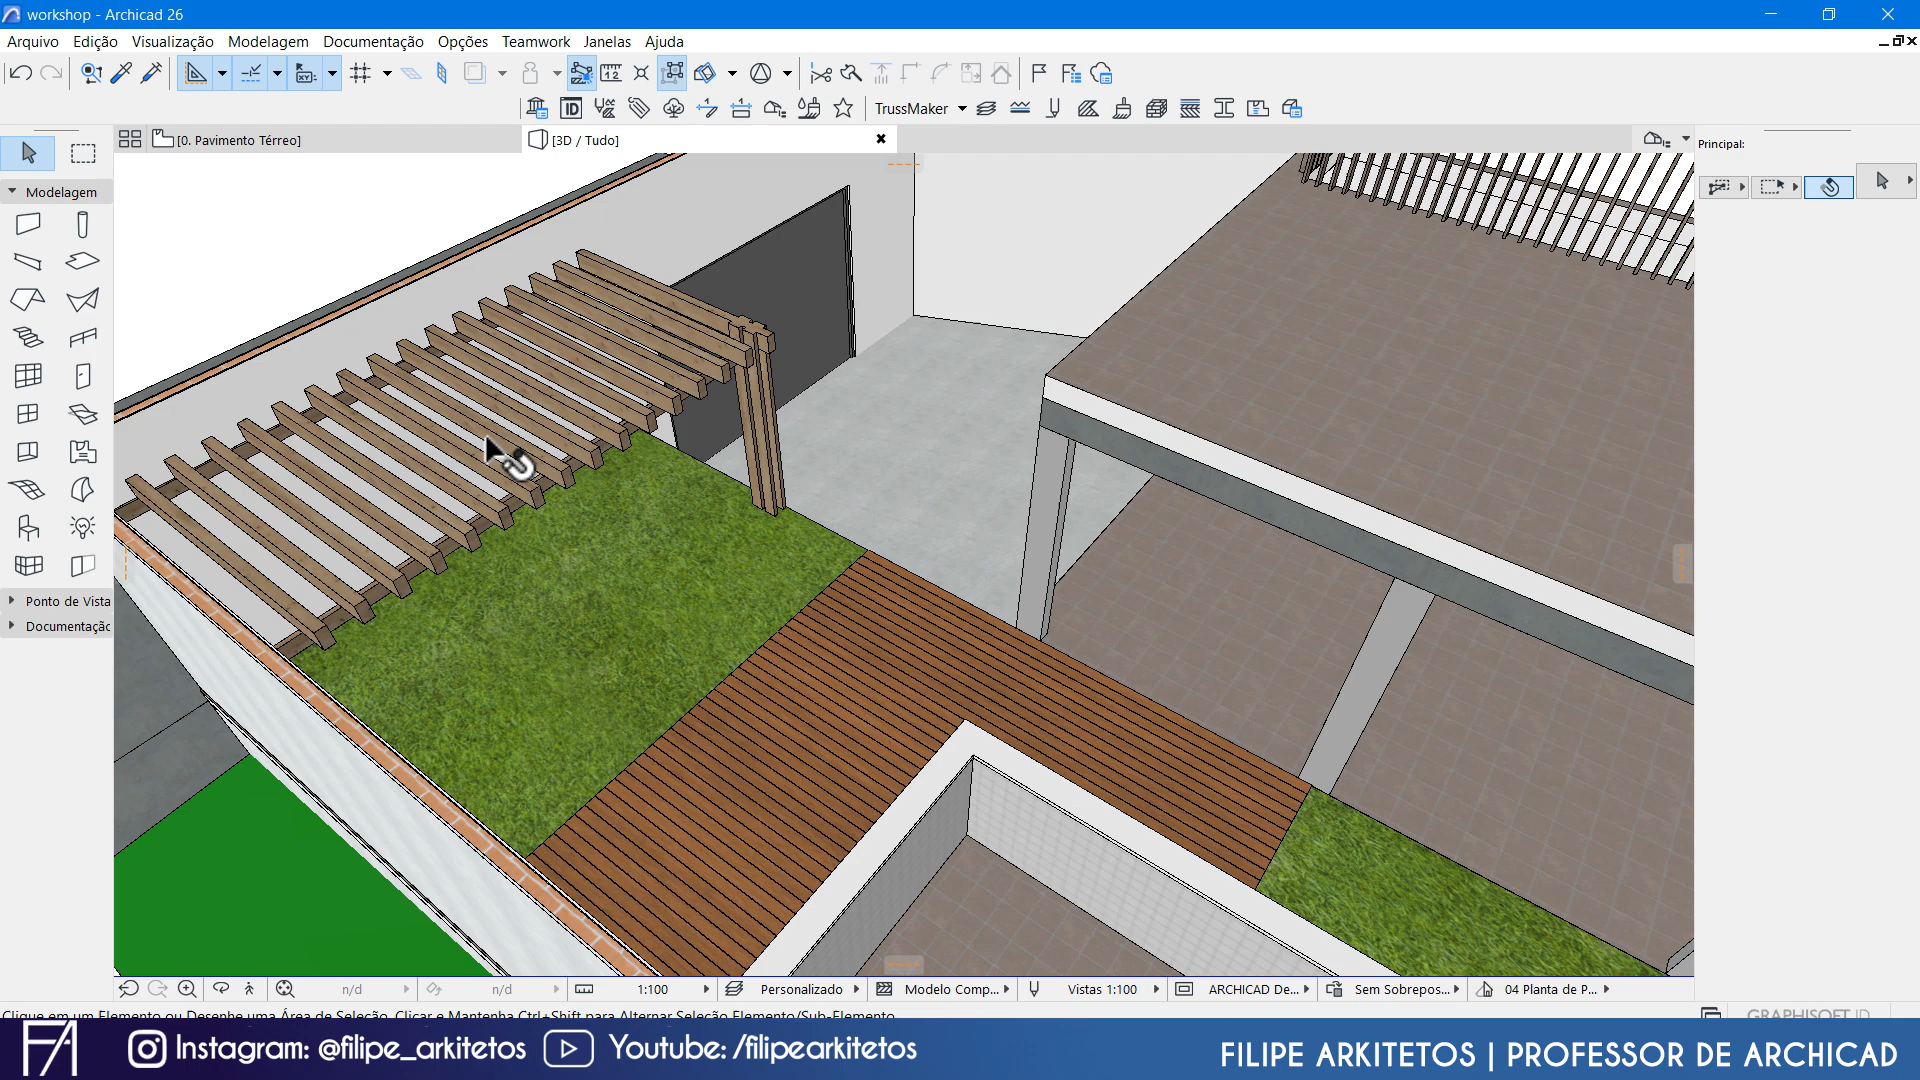 workshop - Archicad 26
Arquivo Edição Visualização Modelagem Documentação Opções Teamwork Janelas Ajuda
TrussMaker
[0. Pavimento Térreo]
[3D / Tudo]
Principal:
Modelagem
Ponto de Vista
Documentaçã
n/d
n/d
1:100
Personalizado
Modelo Comp...
Vistas 1:100
ARCHICAD De...
Sem Sobrepos...
04 Planta de P...
Clique em um Elemento ou Desenhe uma Área de Seleção. Clicar e Mantenha Ctrl+Shift para Alternar Seleção Elemento/Sub-Elemento.
GRAPHISOFT ID
FA
Instagram: @filipe_arkitetos
Youtube: /filipearkitetos
FILIPE ARKITETOS | PROFESSOR DE ARCHICAD